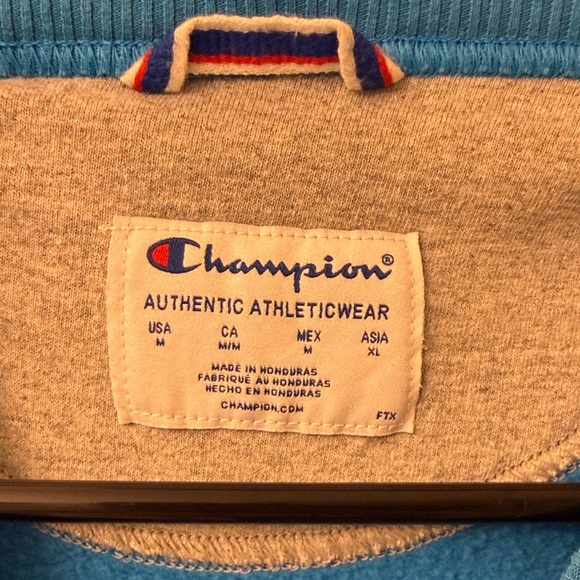 Champion®
AUTHENTIC ATHLETICWEAR
USA CA MEX ASIA
M M/M M XL
MADE IN HONDURAS
FABRIQUÉ AU HONDURAS
HECHO EN HONDURAS
CHAMPION.COM
FTX